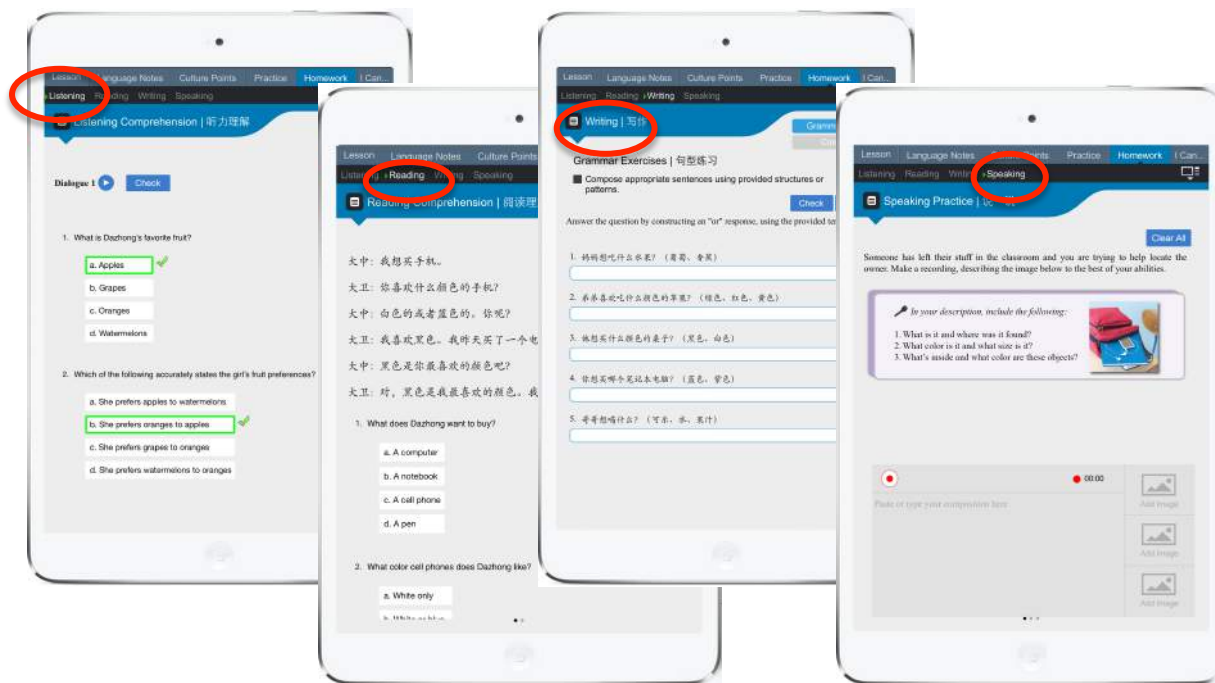 Lesson Language Notes Culture Points Practice Homework I Can...
Listening Reading Writing Speaking
Listening Comprehension | 听力理解
Dialogue 1 Check
1. What is Dazhong's favorite fruit?
a. Apples
b. Grapes
c. Oranges
d. Watermelons
2. Which of the following accurately states the girl's fruit preferences?
a. She prefers apples to watermelons
b. She prefers oranges to apples
c. She prefers grapes to oranges
d. She prefers watermelons to oranges
Lesson Language Notes Culture Points
Listening Reading Writing Speaking
Reading Comprehension | 阅读理
大中：我想买手机。
大卫：你喜欢什么颜色的手机？
大中：白色的或者蓝色的。你呢？
大卫：我喜欢黑色。我昨天买了一个电
大中：黑色是你最喜欢的颜色吧？
大卫：对，黑色是我最喜欢的颜色。我
1. What does Dazhong want to buy?
a. A computer
b. A notebook
c. A cell phone
d. A pen
2. What color cell phones does Dazhong like?
a. White only
b. White or blue
Lesson Language Notes Culture Points Practice Homework I Can...
Listening Reading Writing Speaking
Writing | 写作
Gramm
Grammar Exercises | 句型练习
Compose appropriate sentences using provided structures or
patterns.
Check
Answer the question by constructing an "or" response, using the provided te
1. 妈妈想吃什么水果？（葡萄、香蕉）
2. 弟弟喜欢吃什么颜色的苹果？（绿色、红色、黄色）
3. 她想买什么颜色的桌子？（黑色、白色）
4. 你想买哪个笔记本电脑？（蓝色、紫色）
5. 哥哥想喝什么？（可乐、水、果汁）
Lesson Language Notes Culture Points Practice Homework I Can...
Listening Reading Writing Speaking
Speaking Practice |
Clear All
Someone has left their stuff in the classroom and you are trying to help locate the
owner. Make a recording, describing the image below to the best of your abilities.
In your description, include the following:
1. What is it and where was it found?
2. What color is it and what size is it?
3. What's inside and what color are these objects?
00:00
Paste or type your composition here.
Add Image
Add Image
Add Image